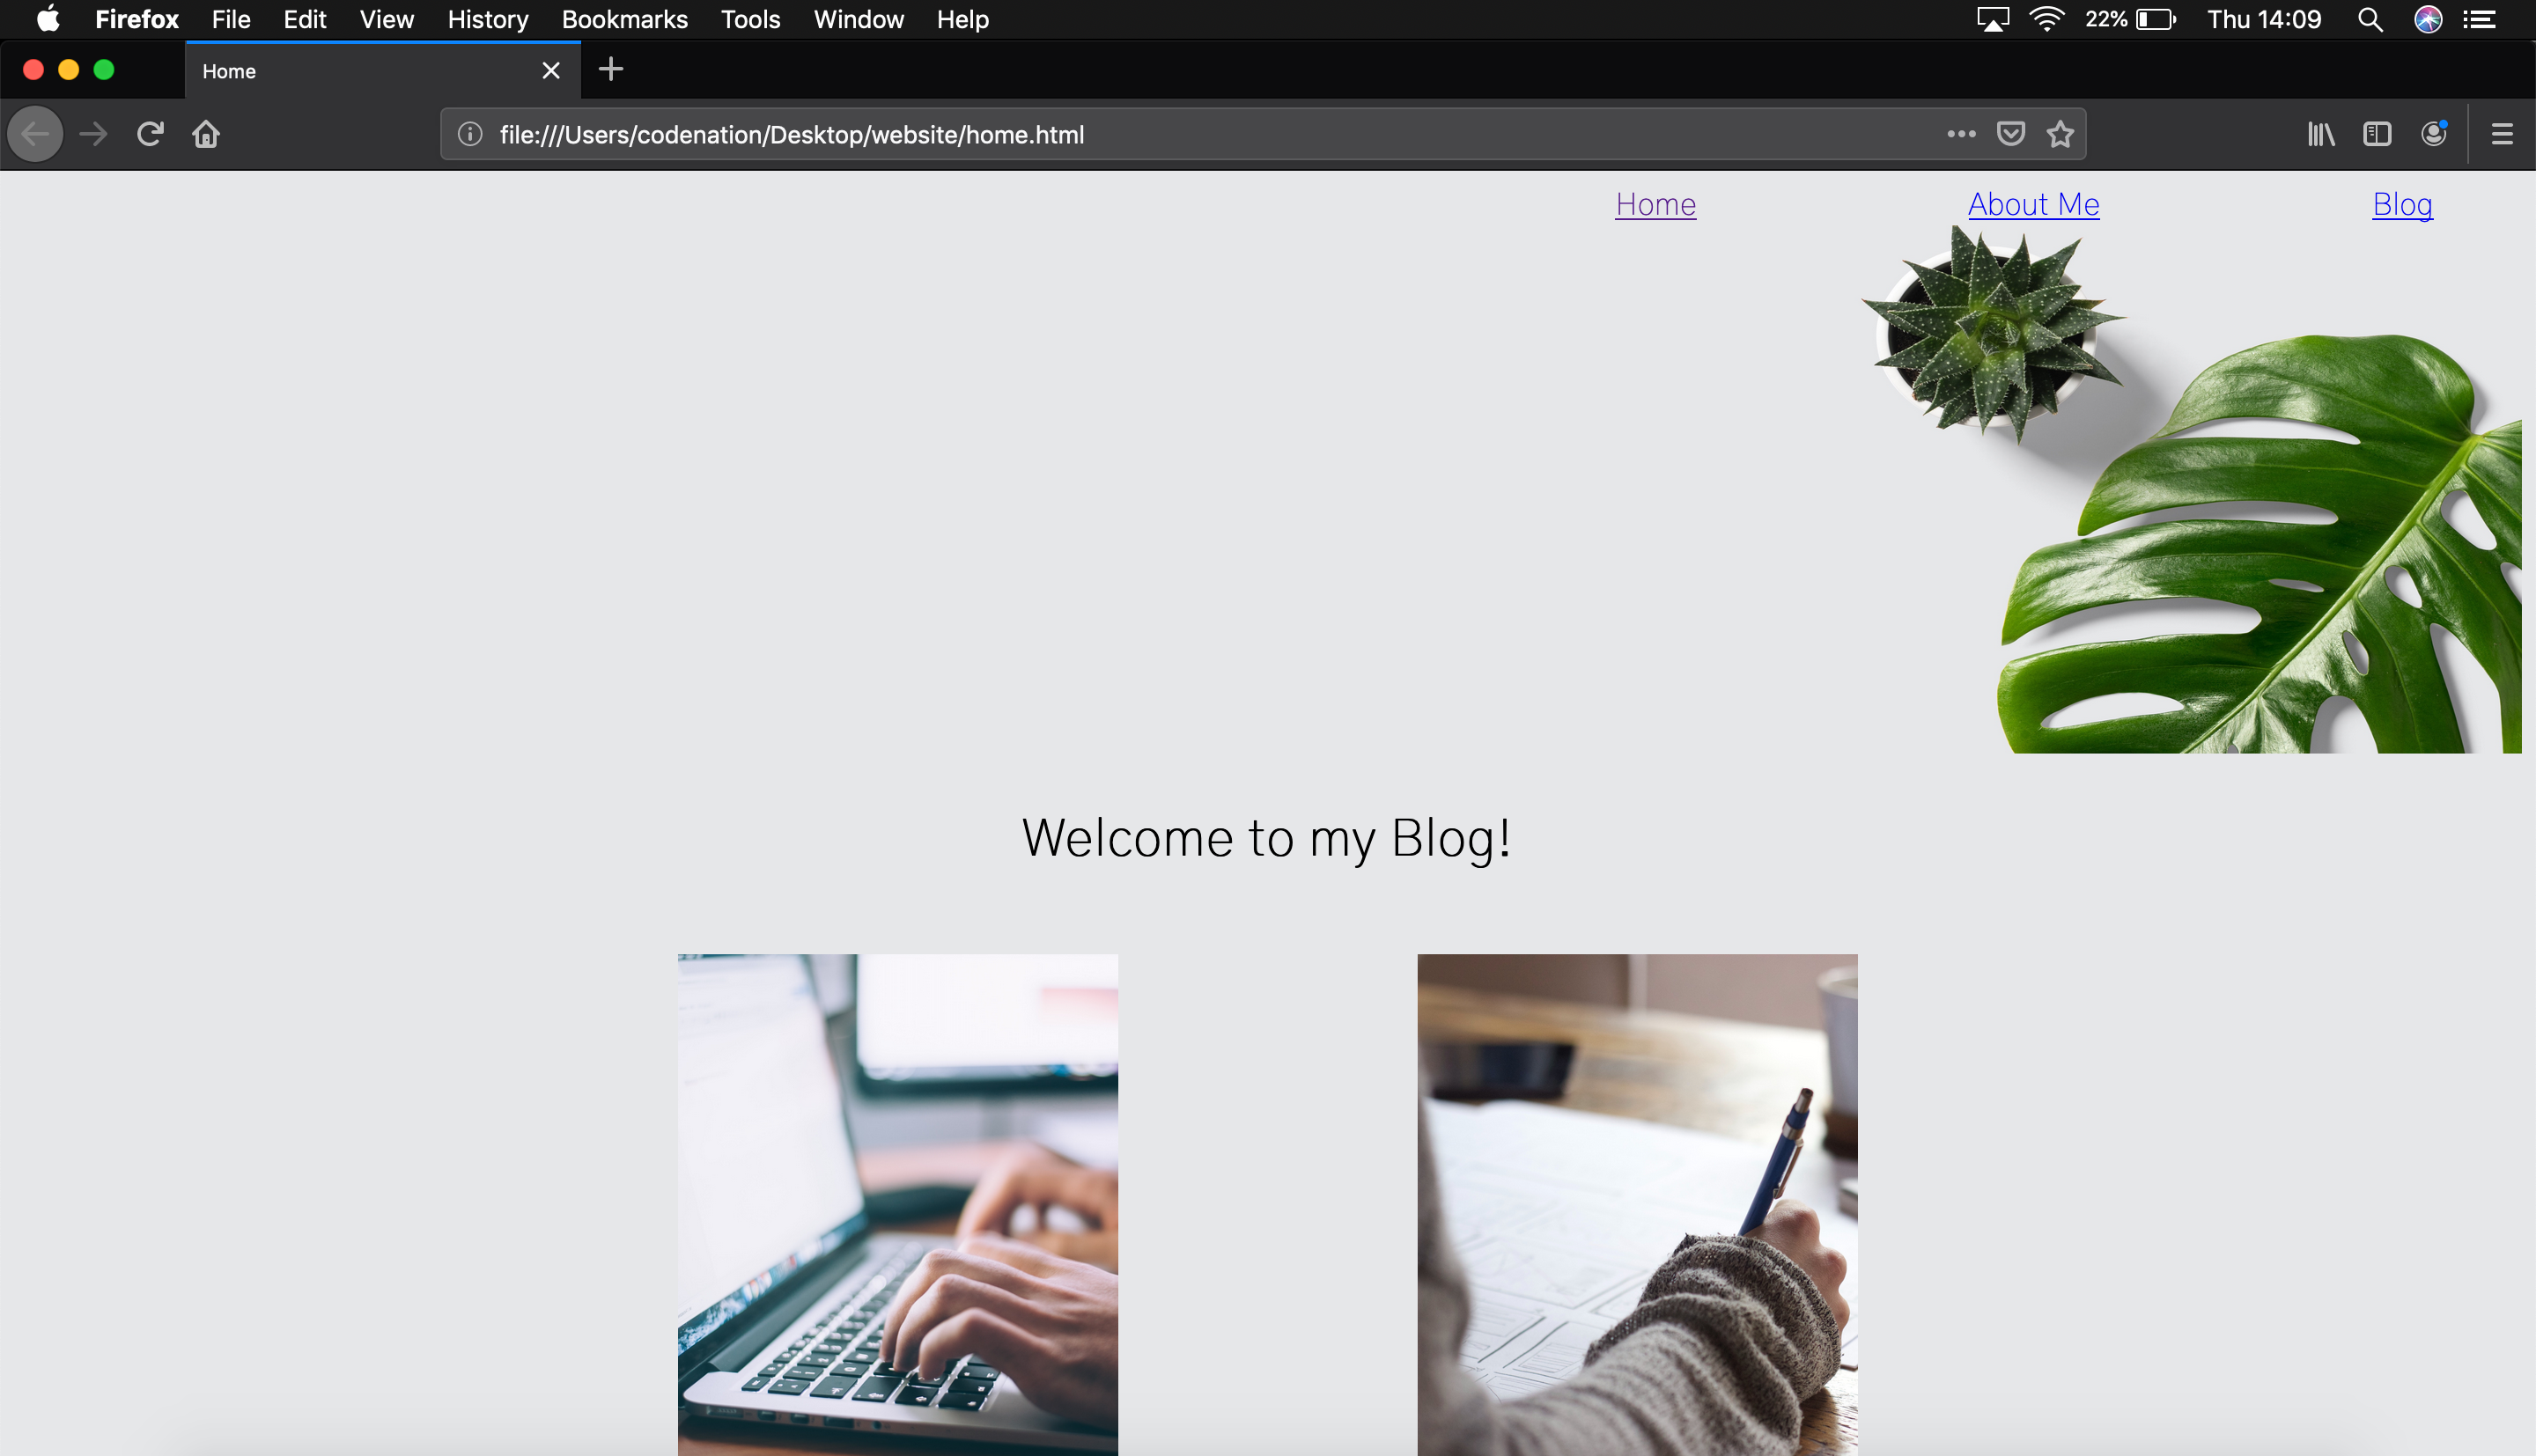 Firefox File Edit View History Bookmarks Tools Window Help 22% Thu 14:09
Home
file:///Users/codenation/Desktop/website/home.html
Home About Me Blog
Welcome to my Blog!